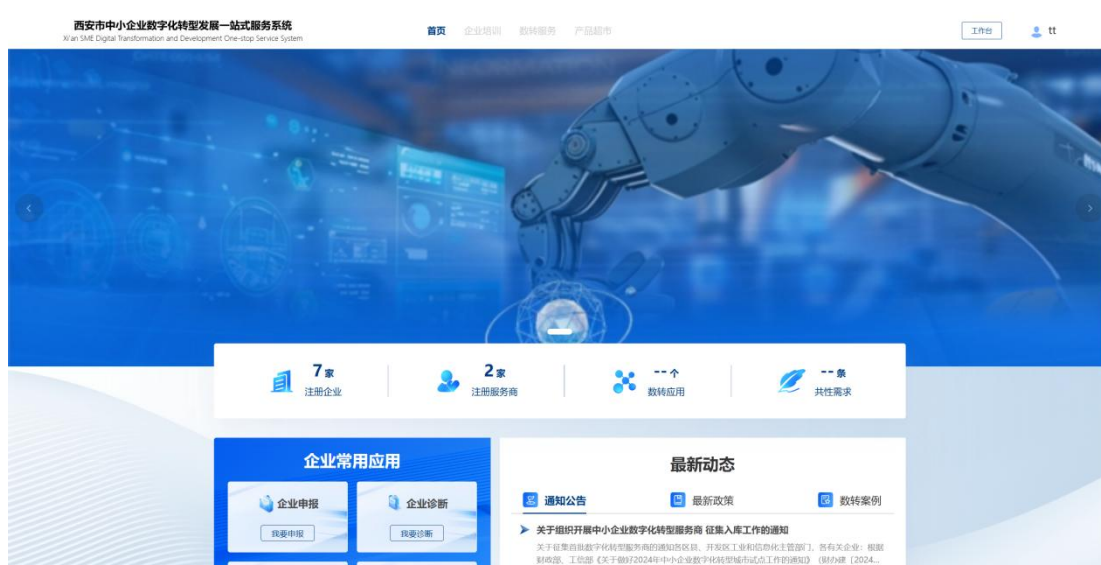 西安市中小企业数字化转型发展一站式服务系统
Xi'an SME Digital Transformation and Development One-stop Service System
首页 企业培训 数转服务 产品超市
工作台 tt
7家 2家 --个 --条
注册企业 注册服务商 数转应用 共性需求
企业常用应用
企业申报 企业诊断
我要申报 我要诊断
最新动态
通知公告 最新政策 数转案例
关于组织开展中小企业数字化转型服务商 征集入库工作的通知
关于征集首批数字化转型服务商的通知各区县、开发区工业和信息化主管部门，各有关企业：根据
财政部、工信部《关于做好2024年中小企业数字化转型城市试点工作的通知》（财办建〔2024...